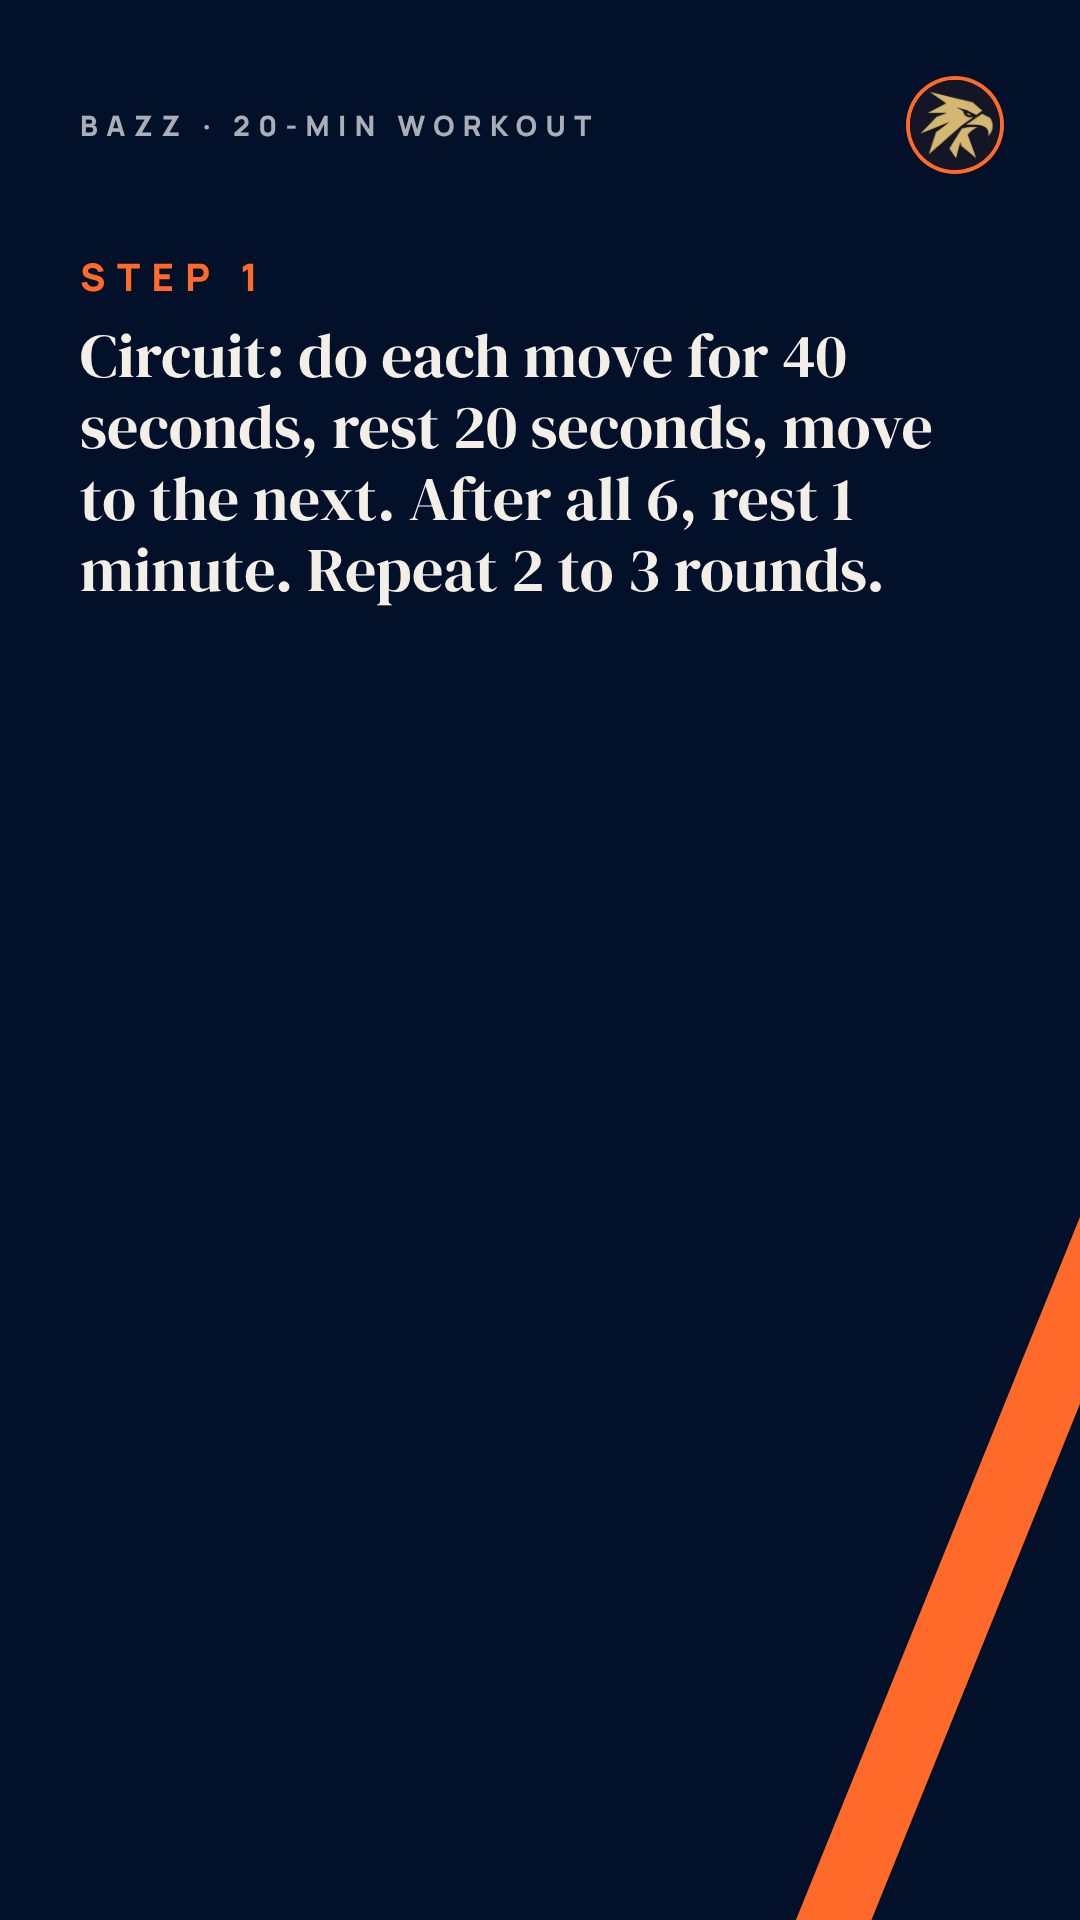 BAZZ · 20-MIN WORKOUT
STEP 1
Circuit: do each move for 40
seconds, rest 20 seconds, move
to the next. After all 6, rest 1
minute. Repeat 2 to 3 rounds.